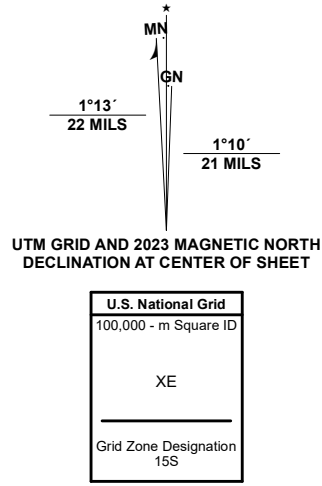 MN
GN
1°13´
22 MILS
1°10´
21 MILS
UTM GRID AND 2023 MAGNETIC NORTH
DECLINATION AT CENTER OF SHEET
U.S. National Grid
100,000 - m Square ID
XE
Grid Zone Designation
15S